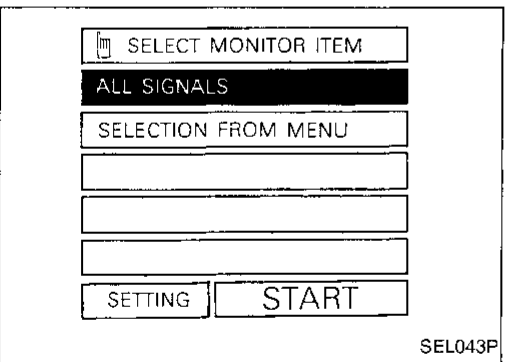 SELECT MONITOR ITEM
ALL SIGNALS
SELECTION FROM MENU
SETTING START
SEL043P